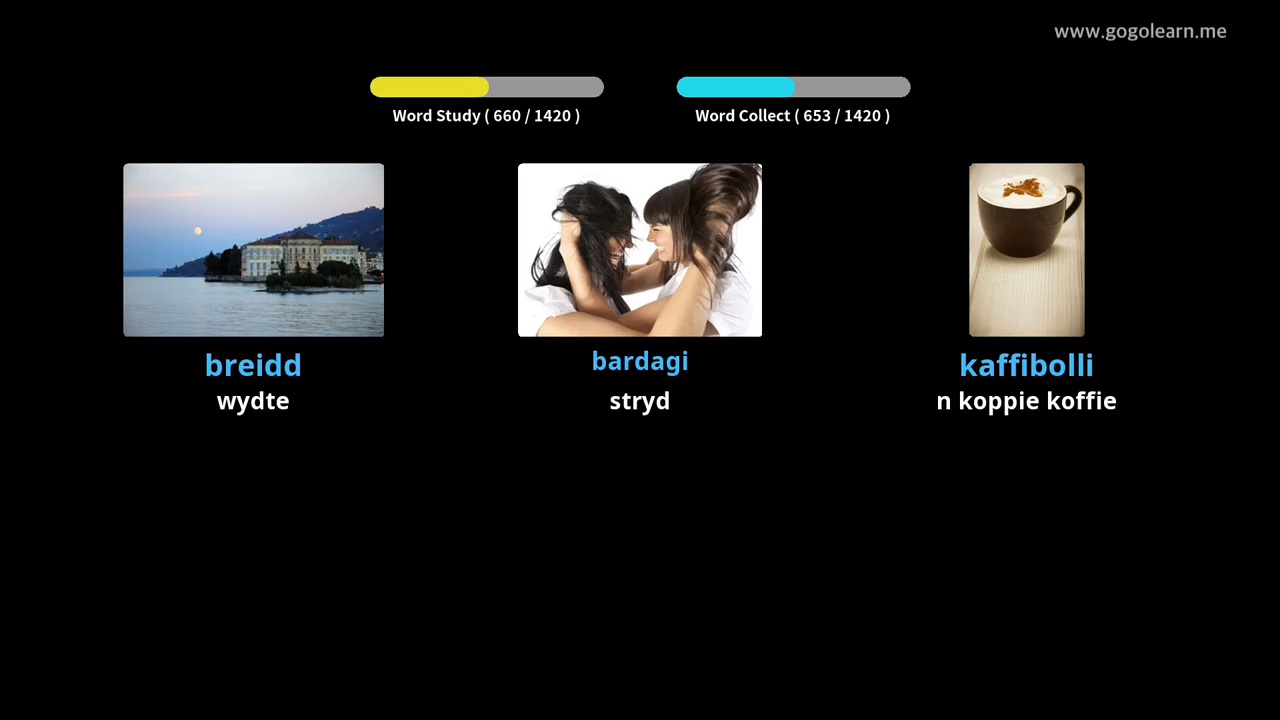 www.gogolearn.me
Word Study ( 660 / 1420 )
Word Collect ( 653 / 1420 )
breidd
wydte
bardagi
stryd
kaffibolli
n koppie koffie